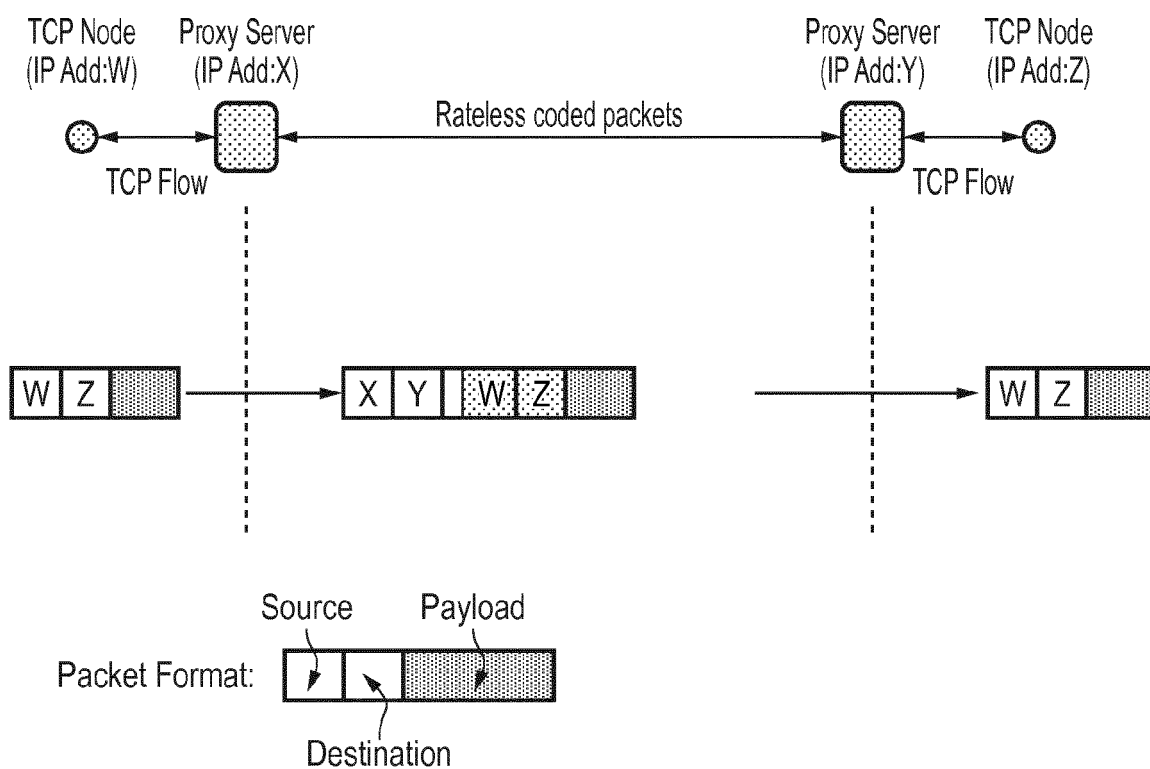 TCP Node
(IP Add:W)
Proxy Server
(IP Add:X)
Proxy Server
(IP Add:Y)
TCP Node
(IP Add:Z)
Rateless coded packets
TCP Flow
TCP Flow
W Z
X Y W Z
W Z
Source
Payload
Packet Format:
Destination